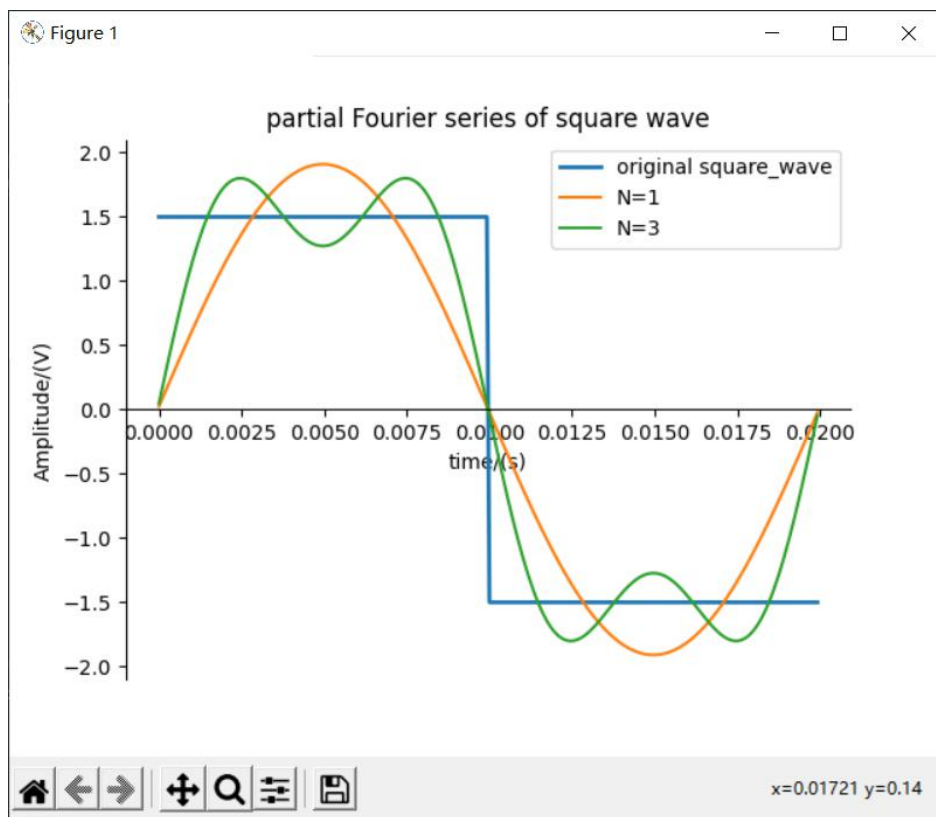 Figure 1
partial Fourier series of square wave
original square_wave
N=1
N=3
2.0
1.5
1.0
0.5
0.0
−0.5
−1.0
−1.5
−2.0
Amplitude/(V)
0.0000 0.0025 0.0050 0.0075 0.0100 0.0125 0.0150 0.0175 0.0200
time/(s)
x=0.01721 y=0.14